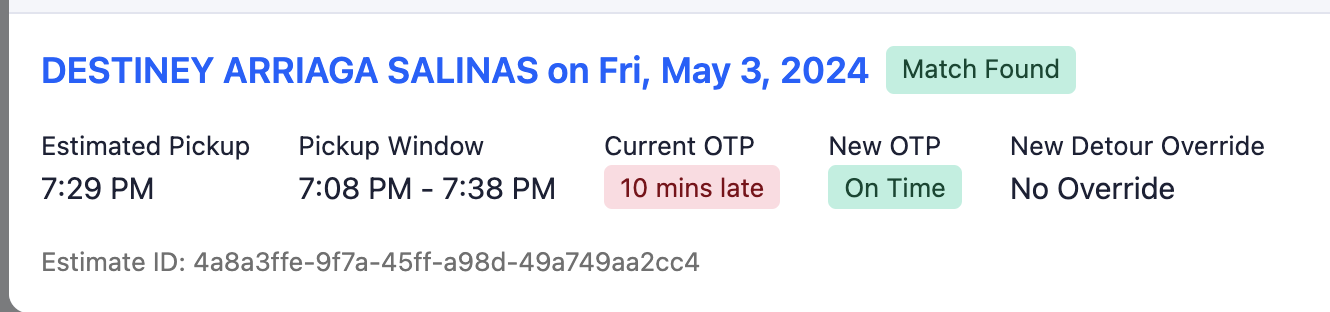 DESTINEY ARRIAGA SALINAS on Fri, May 3, 2024 Match Found
Estimated Pickup Pickup Window Current OTP New OTP New Detour Override
7:29 PM 7:08 PM - 7:38 PM 10 mins late On Time No Override
Estimate ID: 4a8a3ffe-9f7a-45ff-a98d-49a749aa2cc4